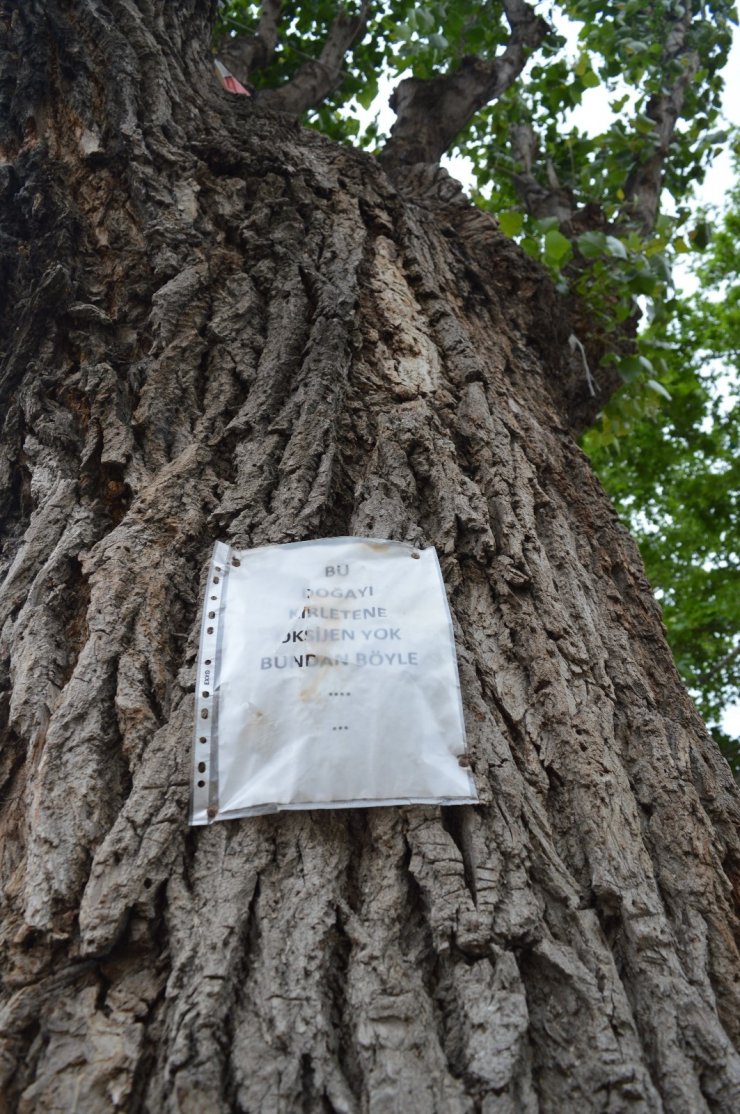 BU
DOĞAYI
KİRLETENE
OKSİJEN YOK
BUNDAN BÖYLE
....
...